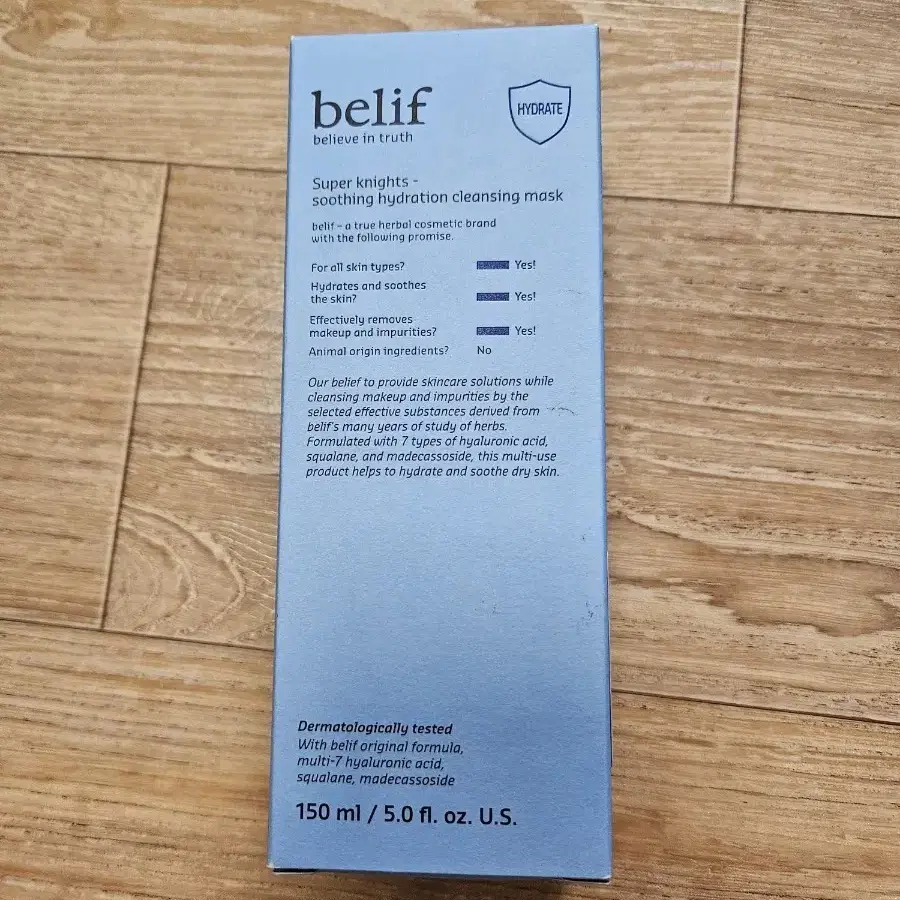 belif
believe in truth
HYDRATE
Super knights -
soothing hydration cleansing mask
belif - a true herbal cosmetic brand
with the following promise.
For all skin types? Yes!
Hydrates and soothes
the skin? Yes!
Effectively removes
makeup and impurities? Yes!
Animal origin ingredients? No
Our belief to provide skincare solutions while
cleansing makeup and impurities by the
selected effective substances derived from
belif's many years of study of herbs.
Formulated with 7 types of hyaluronic acid,
squalane, and madecassoside, this multi-use
product helps to hydrate and soothe dry skin.
Dermatologically tested
With belif original formula,
multi-7 hyaluronic acid,
squalane, madecassoside
150 ml / 5.0 fl. oz. U.S.